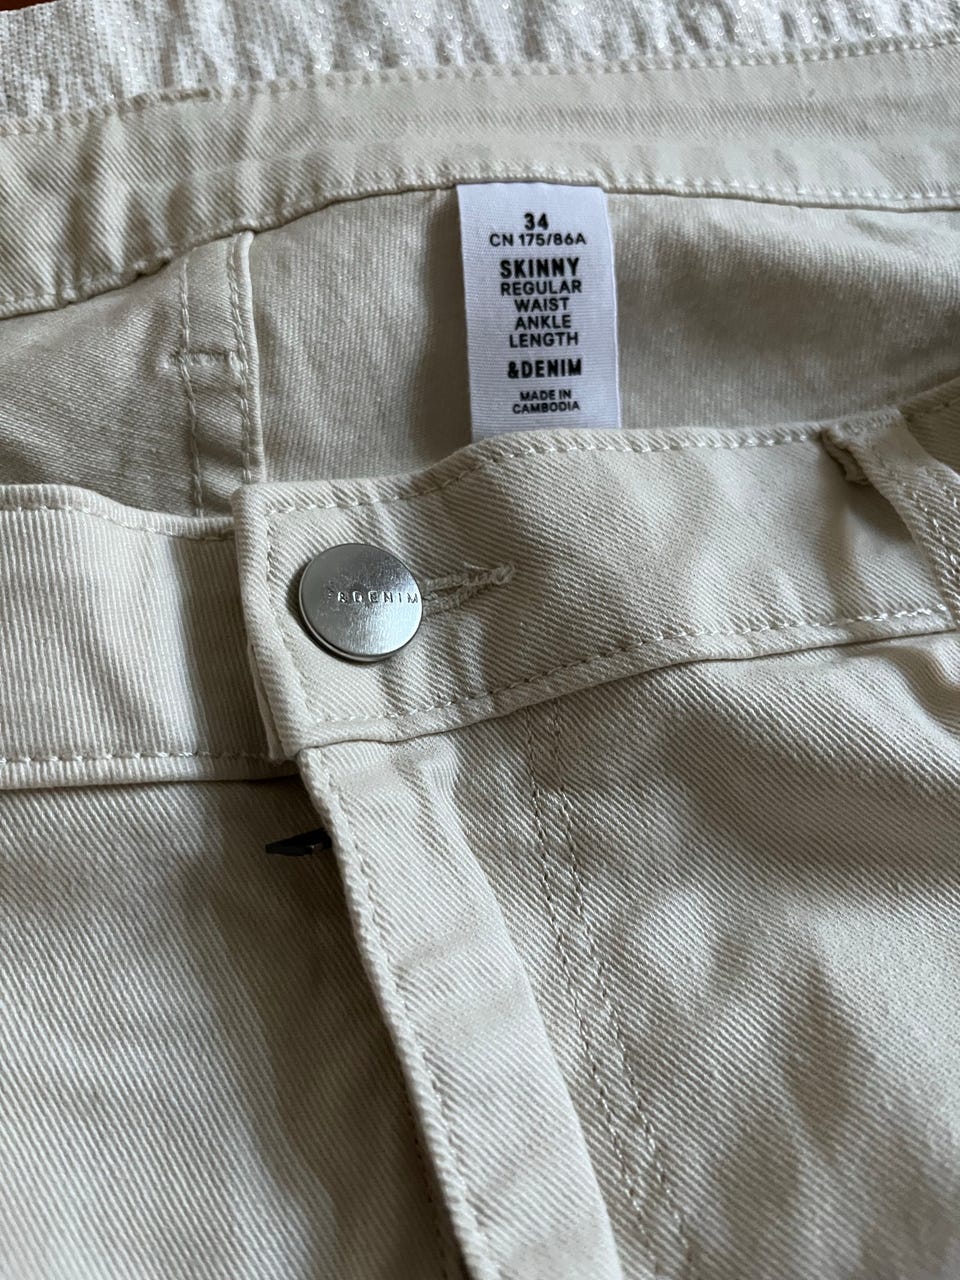 34
CN 175/86A
SKINNY
REGULAR
WAIST
ANKLE
LENGTH
&DENIM
MADE IN
CAMBODIA
&DENIM